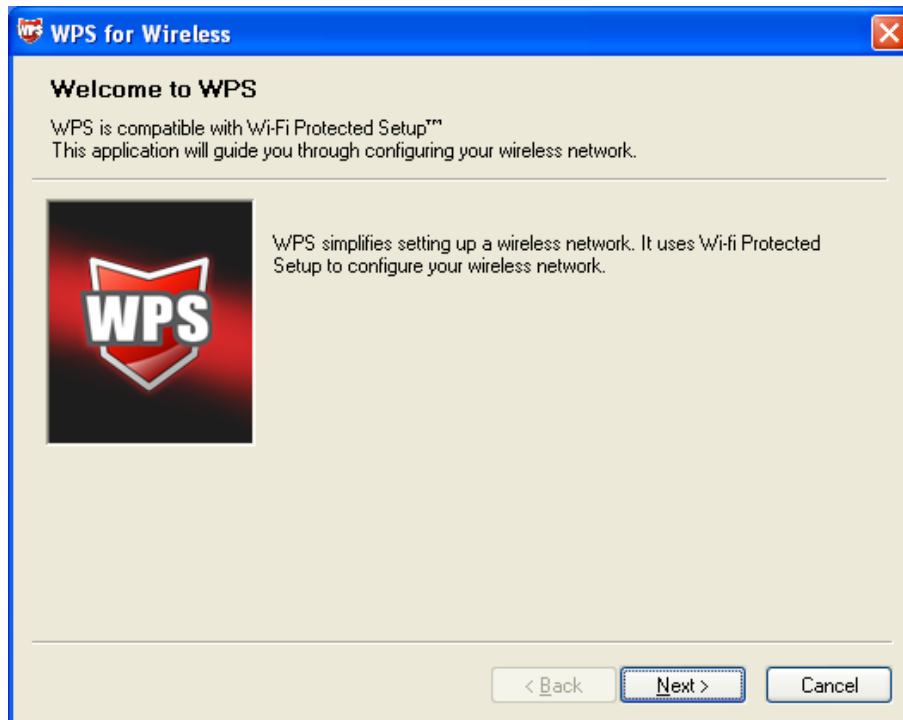 WPS for Wireless
Welcome to WPS
WPS is compatible with Wi-Fi Protected Setup™
This application will guide you through configuring your wireless network.
WPS
WPS simplifies setting up a wireless network. It uses Wi-fi Protected
Setup to configure your wireless network.
< Back Next > Cancel